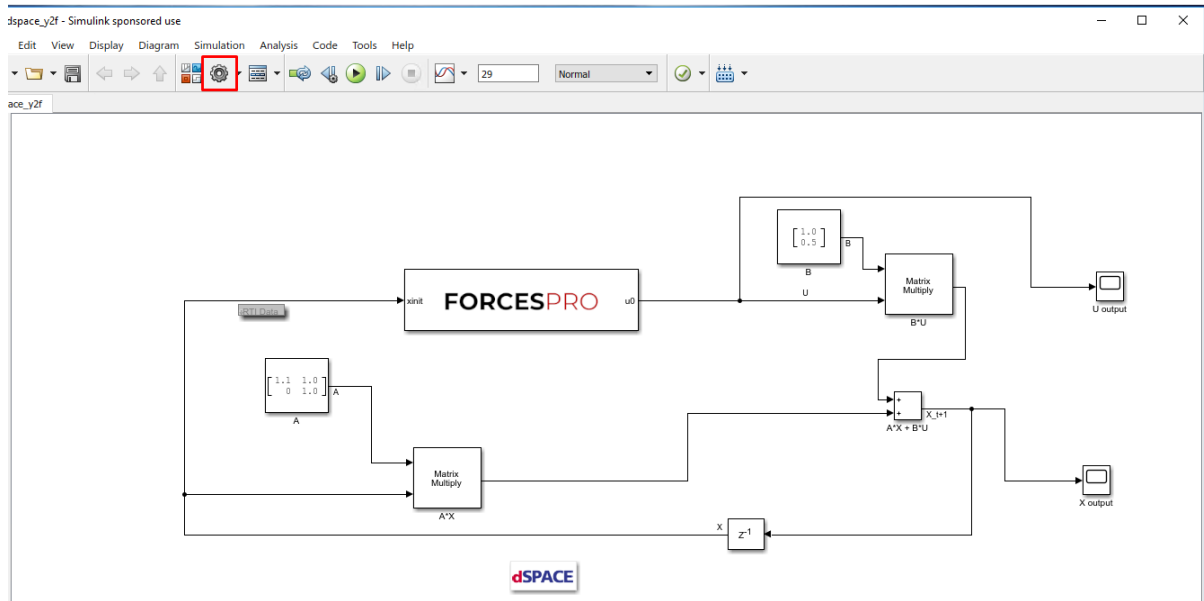 dspace_y2f - Simulink sponsored use
Edit View Display Diagram Simulation Analysis Code Tools Help
29 Normal
ace_y2f
[1.0
0.5]
B
B
Matrix
Multiply
B*U
U
U output
xinit FORCESPRO u0
RTI Data
[1.1 1.0
0 1.0]
A
A
+
+
X_t+1
A*X + B*U
Matrix
Multiply
A*X
X output
X
z-1
dSPACE